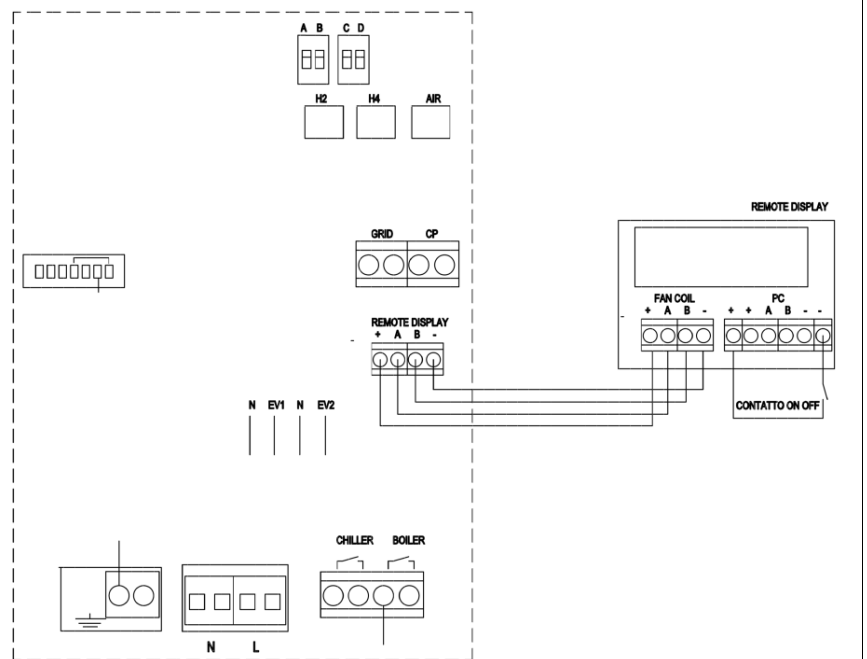 A B C D
H2 H4 AIR
REMOTE DISPLAY
GRID CP
FAN COIL PC
+ A B - + + A B - -
REMOTE DISPLAY
+ A B -
CONTATTO ON OFF
N EV1 N EV2
CHILLER BOILER
N L